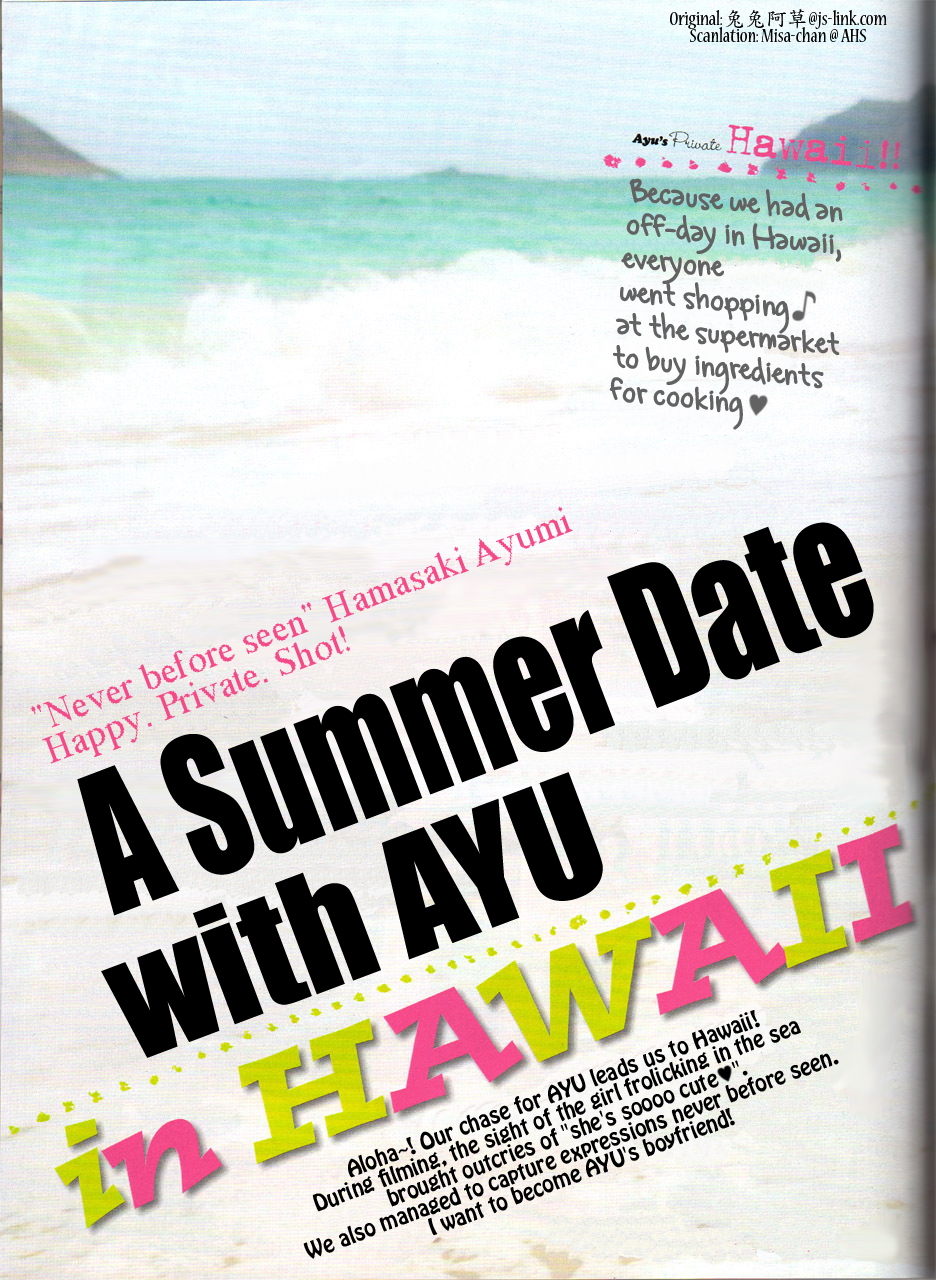 Original: 兔兔阿草@js-link.com
Scanlation: Misa-chan @ AHS
Ayu's Private Hawaii!!
Because we had an
off-day in Hawaii,
everyone
went shopping♪
at the supermarket
to buy ingredients
for cooking♥
"Never before seen" Hamasaki Ayumi
Happy. Private. Shot!
A Summer Date
with AYU
in HAWAII
Aloha~! Our chase for AYU leads us to Hawaii!
During filming, the sight of the girl frolicking in the sea
brought outcries of "she's soooo cute♥".
We also managed to capture expressions never before seen.
I want to become AYU's boyfriend!